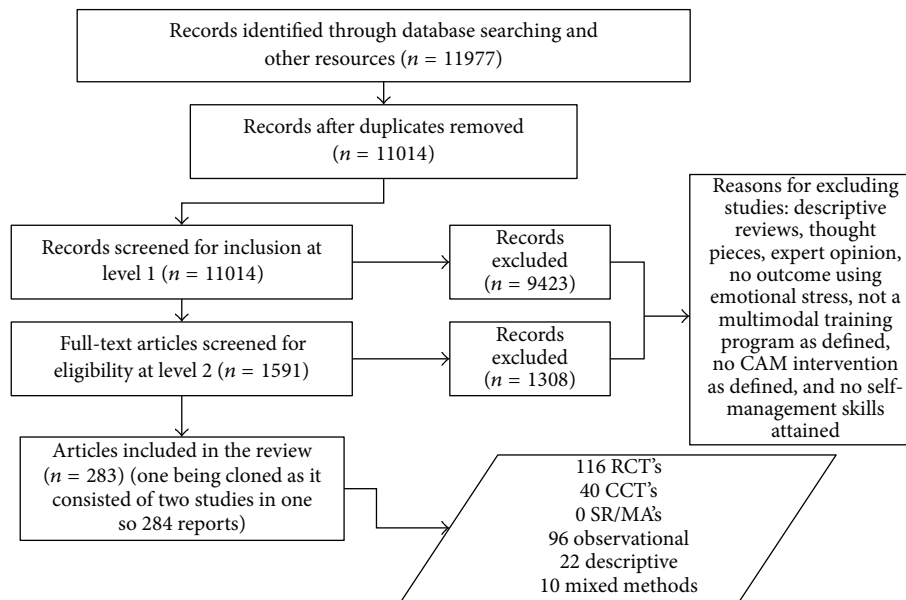 Records identified through database searching and
other resources (n = 11977)
Records after duplicates removed
(n = 11014)
Records screened for inclusion at
level 1 (n = 11014)
Records
excluded
(n = 9423)
Full-text articles screened for
eligibility at level 2 (n = 1591)
Records
excluded
(n = 1308)
Reasons for excluding
studies: descriptive
reviews, thought
pieces, expert opinion,
no outcome using
emotional stress, not a
multimodal training
program as defined,
no CAM intervention
as defined, and no self-
management skills
attained
Articles included in the review
(n = 283) (one being cloned as it
consisted of two studies in one
so 284 reports)
116 RCT's
40 CCT's
0 SR/MA's
96 observational
22 descriptive
10 mixed methods